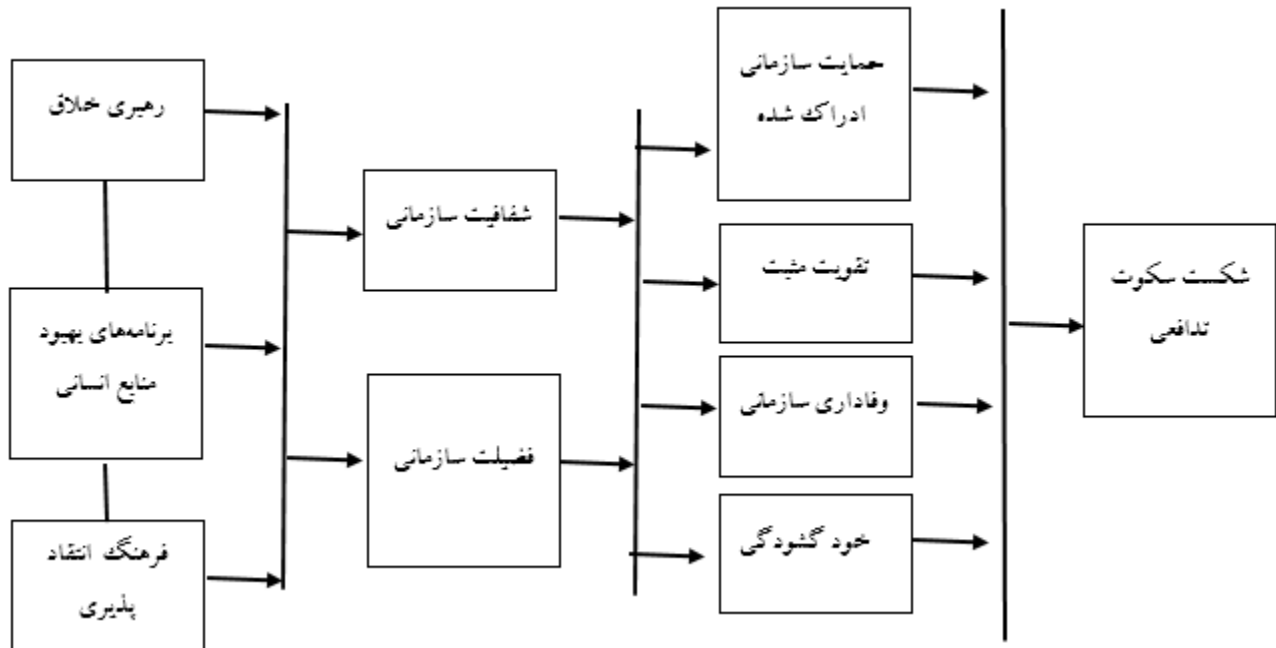 رهبری خلاق
برنامه‌های بهبود
منابع انسانی
فرهنگ انتقاد
پذیری
شفافیت سازمانی
فضیلت سازمانی
حمایت سازمانی
ادراک شده
تقویت مثبت
وفاداری سازمانی
خود گشودگی
شکست سکوت
تدافعی